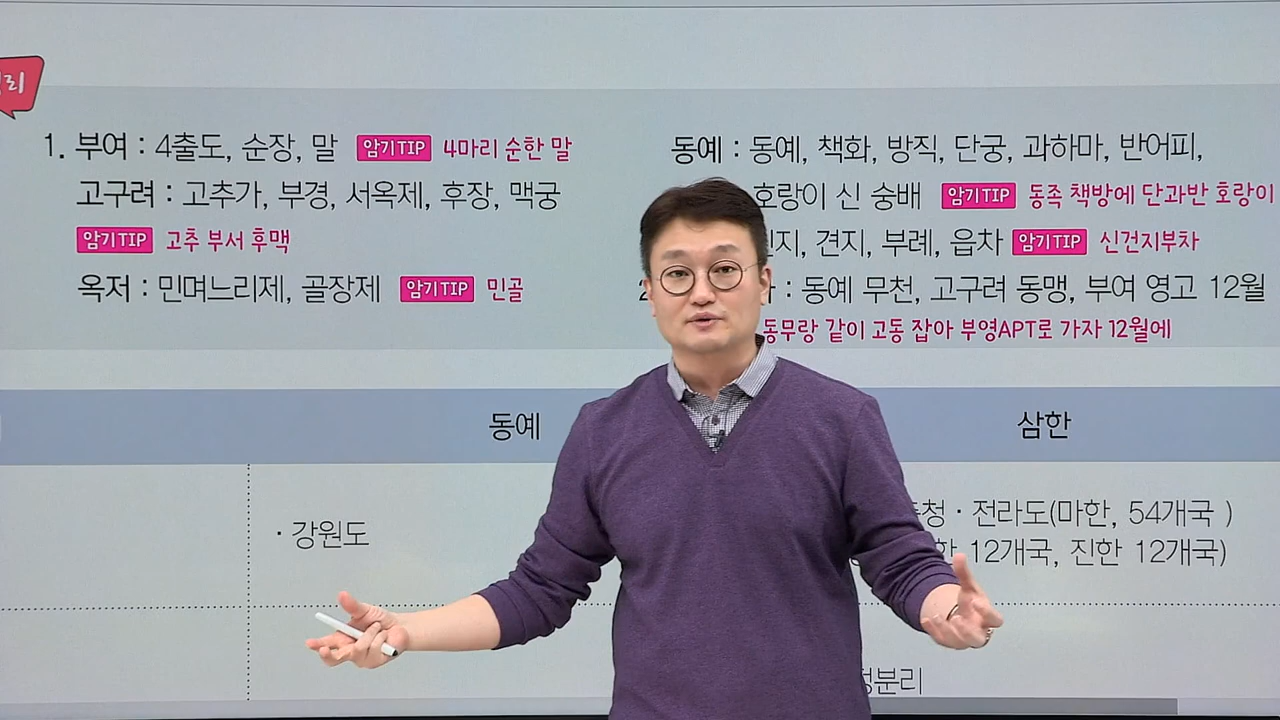 리
1. 부여 : 4출도, 순장, 말 암기TIP 4마리 순한 말
고구려 : 고추가, 부경, 서옥제, 후장, 맥궁
암기TIP 고추 부서 후맥
옥저 : 민며느리제, 골장제 암기TIP 민골
동예 : 동예, 책화, 방직, 단궁, 과하마, 반어피,
호랑이 신 숭배 암기TIP 동족 책방에 단과반 호랑이
견지, 부례, 읍차 암기TIP 신견지부차
: 동예 무천, 고구려 동맹, 부여 영고 12월
동무랑 같이 고동 잡아 부영APT로 가자 12월에
동예
삼한
· 강원도
청 · 전라도(마한, 54개국 )
12개국, 진한 12개국)
분리